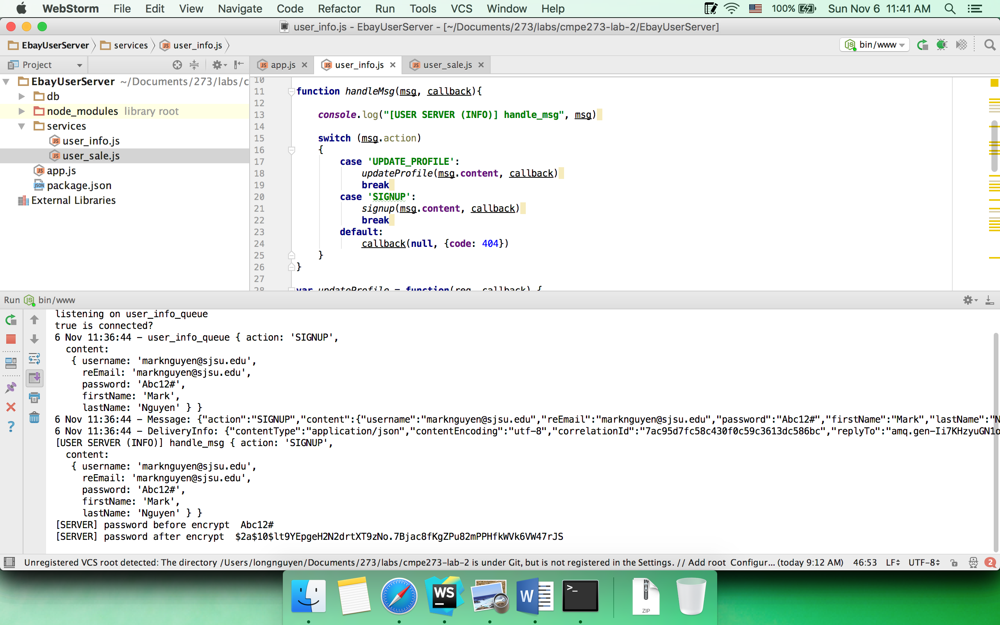 WebStorm File Edit View Navigate Code Refactor Run Tools VCS Window Help 100% Sun Nov 6 11:41 AM
user_info.js - EbayUserServer - [~/Documents/273/labs/cmpe273-lab-2/EbayUserServer]
EbayUserServer services user_info.js JS bin/www
Project JS app.js JS user_info.js JS user_sale.js
EbayUserServer ~/Documents/273/labs/c
db
node_modules library root
services
JS user_info.js
JS user_sale.js
JS app.js
JSON package.json
External Libraries
10
11 function handleMsg(msg, callback){
12
13 console.log("[USER SERVER (INFO)] handle_msg", msg)
14
15 switch (msg.action)
16 {
17 case 'UPDATE_PROFILE':
18 updateProfile(msg.content, callback)
19 break
20 case 'SIGNUP':
21 signup(msg.content, callback)
22 break
23 default:
24 callback(null, {code: 404})
25 }
26 }
27
28 var updateProfile = function(req, callback) {
Run JS bin/www
listening on user_info_queue
true is connected?
6 Nov 11:36:44 - user_info_queue { action: 'SIGNUP',
content:
{ username: 'marknguyen@sjsu.edu',
reEmail: 'marknguyen@sjsu.edu',
password: 'Abc12#',
firstName: 'Mark',
lastName: 'Nguyen' } }
6 Nov 11:36:44 - Message: {"action":"SIGNUP","content":{"username":"marknguyen@sjsu.edu","reEmail":"marknguyen@sjsu.edu","password":"Abc12#","firstName":"Mark","lastName":"N
6 Nov 11:36:44 - DeliveryInfo: {"contentType":"application/json","contentEncoding":"utf-8","correlationId":"7ac95d7fc58c430f0c59c3613dc586bc","replyTo":"amq.gen-Ii7KHzyuGN1o
[USER SERVER (INFO)] handle_msg { action: 'SIGNUP',
content:
{ username: 'marknguyen@sjsu.edu',
reEmail: 'marknguyen@sjsu.edu',
password: 'Abc12#',
firstName: 'Mark',
lastName: 'Nguyen' } }
[SERVER] password before encrypt Abc12#
[SERVER] password after encrypt $2a$10$lt9YEpgeH2N2drtXT9zNo.7Bjac8fKgZPu82mPPHfkWVk6VW47rJS
Unregistered VCS root detected: The directory /Users/longnguyen/Documents/273/labs/cmpe273-lab-2 is under Git, but is not registered in the Settings. // Add root Configur... (today 9:12 AM) 46:53 LF UTF-8 2
WS W >_ ZIP